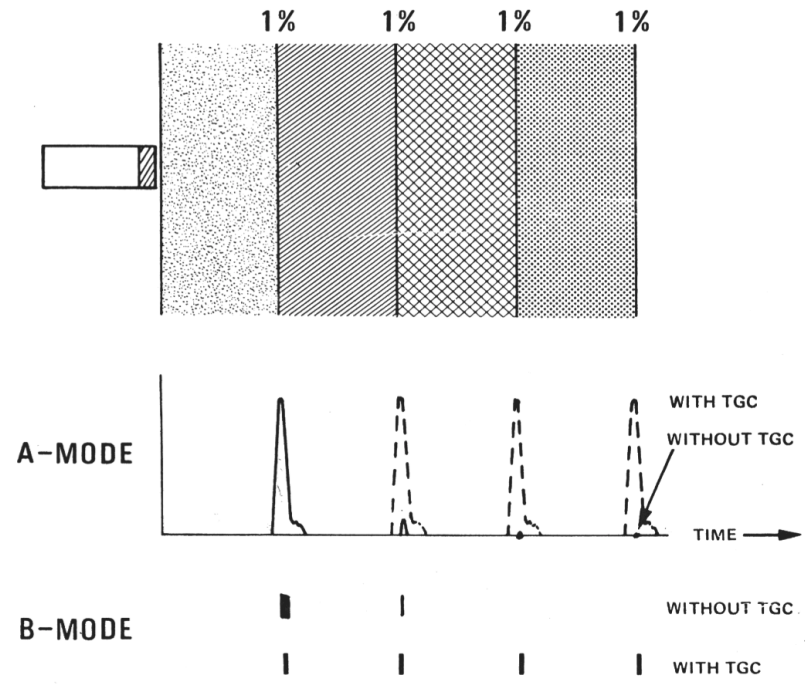 1% 1% 1% 1%
WITH TGC
WITHOUT TGC
A-MODE
TIME
WITHOUT TGC
B-MODE
WITH TGC